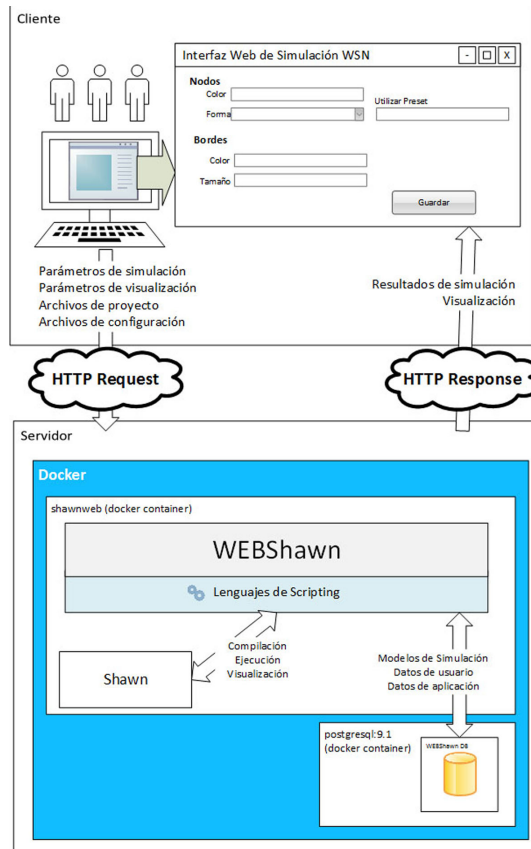 Cliente
Interfaz Web de Simulación WSN
- X
Nodos
Color
Utilizar Preset
Forma
Bordes
Color
Tamaño
Guardar
Parámetros de simulación
Parámetros de visualización
Archivos de proyecto
Archivos de configuración
Resultados de simulación
Visualización
HTTP Request
HTTP Response
Servidor
Docker
shawnweb (docker container)
WEBShawn
Lenguajes de Scripting
Compilación
Ejecución
Visualización
Shawn
Modelos de Simulación
Datos de usuario
Datos de aplicación
postgresql:9.1
(docker container)
WEBShawn DB